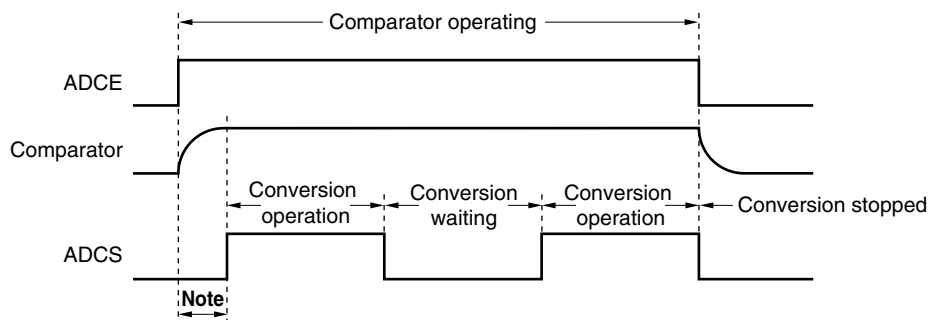 Comparator operating
ADCE
Comparator
Conversion
operation
Conversion
waiting
Conversion
operation
Conversion stopped
ADCS
Note